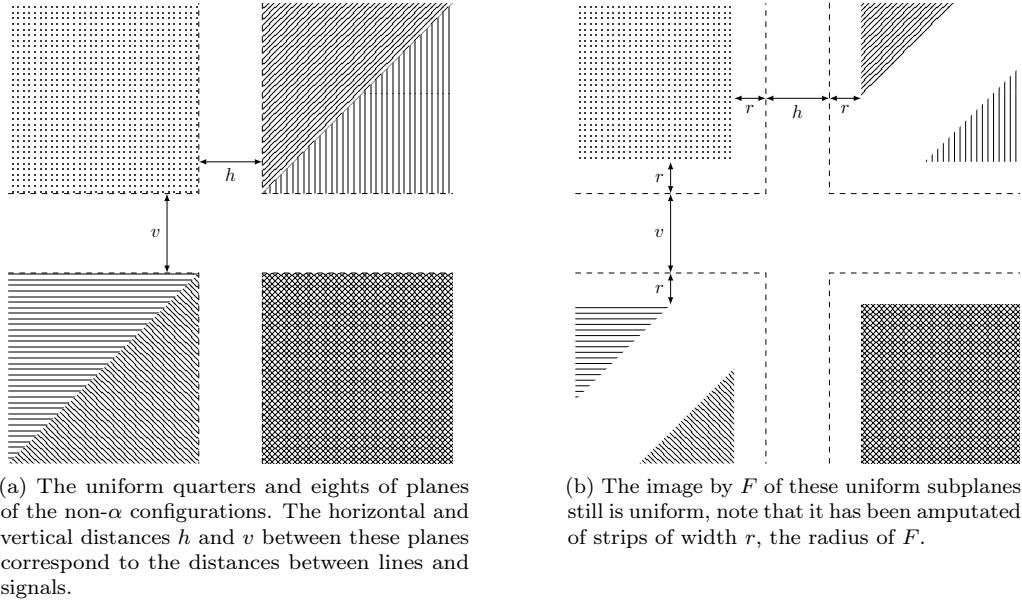 h
v
r
h
r
r
v
r
(a) The uniform quarters and eights of planes
of the non-α configurations. The horizontal and
vertical distances h and v between these planes
correspond to the distances between lines and
signals.
(b) The image by F of these uniform subplanes
still is uniform, note that it has been amputated
of strips of width r, the radius of F.